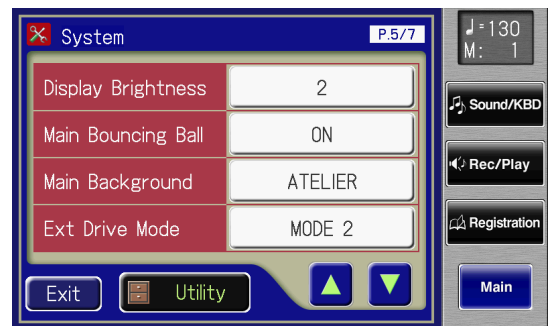 System P.5/7
Display Brightness 2
Main Bouncing Ball ON
Main Background ATELIER
Ext Drive Mode MODE 2
Exit Utility
♩=130
M: 1
Sound/KBD
Rec/Play
Registration
Main